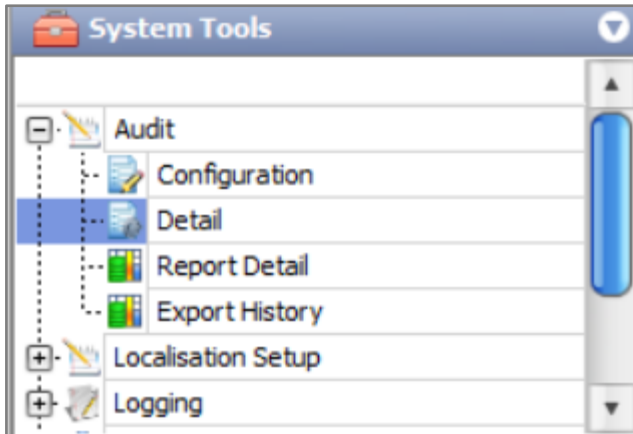 System Tools
Audit
Configuration
Detail
Report Detail
Export History
Localisation Setup
Logging